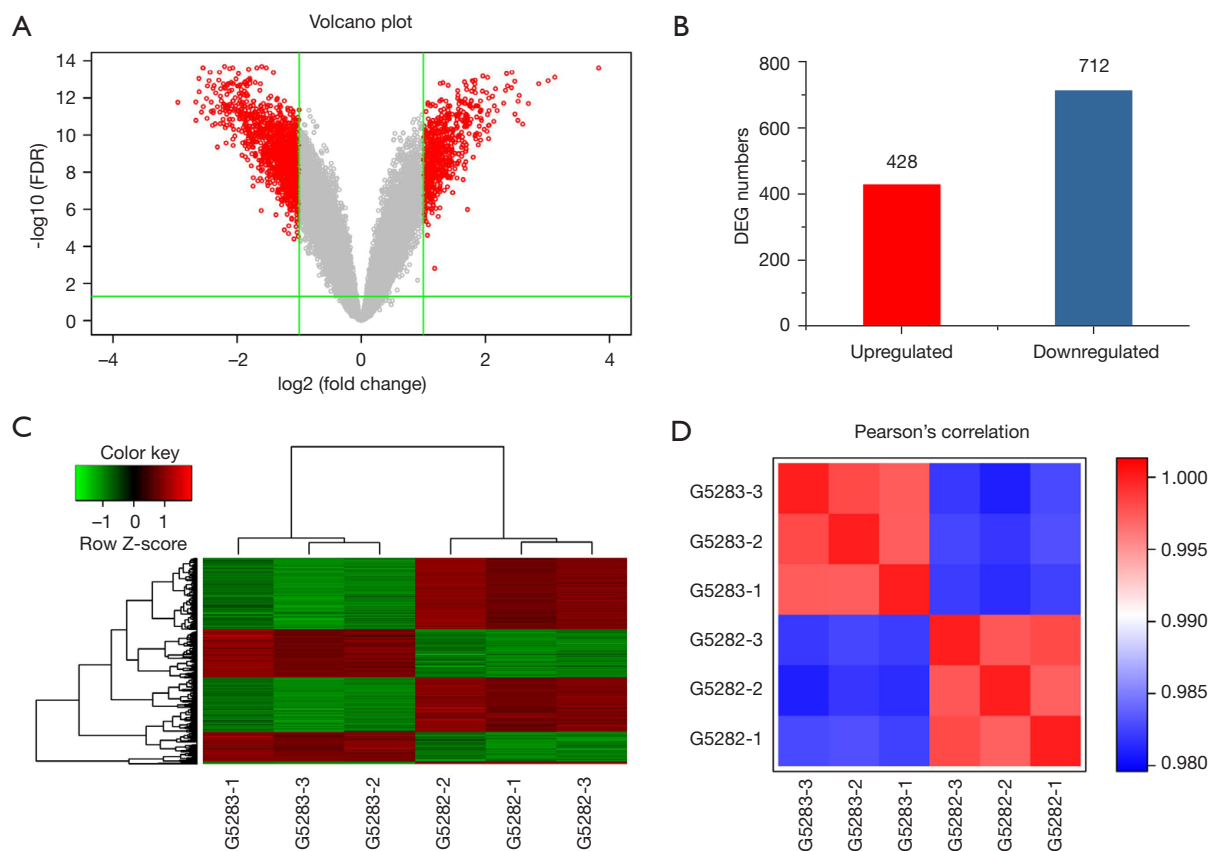 A
Volcano plot
14
12
10
8
6
4
2
0
-log10 (FDR)
−4
−2
0
2
4
log2 (fold change)
B
800
600
400
200
0
DEG numbers
428
712
Upregulated
Downregulated
C
Color key
−1 0 1
Row Z-score
G5283-1
G5283-3
G5283-2
G5282-2
G5282-1
G5282-3
D
Pearson's correlation
G5283-3
G5283-2
G5283-1
G5282-3
G5282-2
G5282-1
G5283-3
G5283-2
G5283-1
G5282-3
G5282-2
G5282-1
1.000
0.995
0.990
0.985
0.980